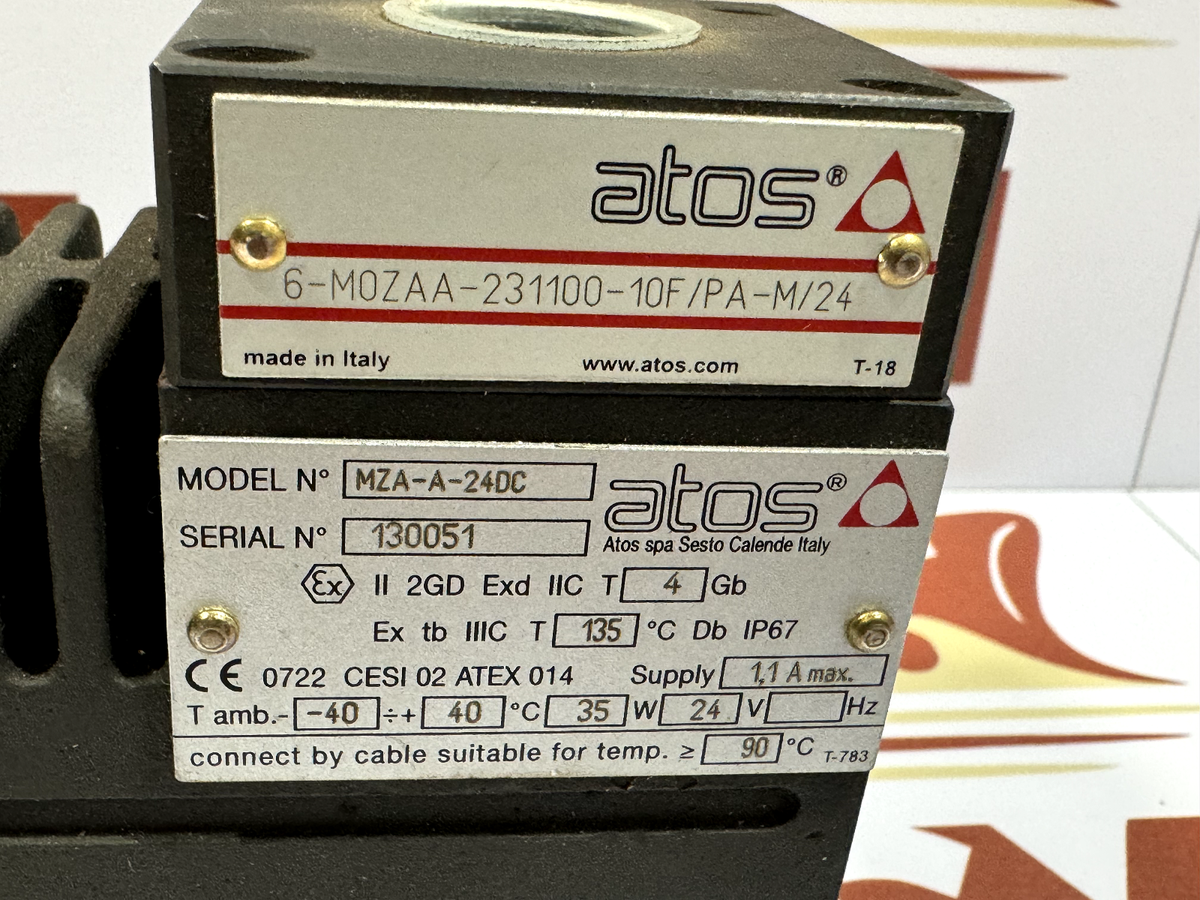 atos®
6-M0ZAA-231100-10F/PA-M/24
made in Italy www.atos.com T-18
MODEL N° MZA-A-24DC atos®
SERIAL N° 130051 Atos spa Sesto Calende Italy
Ex II 2GD Exd IIC T 4 Gb
Ex tb IIIC T 135 °C Db IP67
CE 0722 CESI 02 ATEX 014 Supply 1,1 A max.
T amb.- -40 ÷+ 40 °C 35 W 24 V Hz
connect by cable suitable for temp. ≥ 90 °C T-783